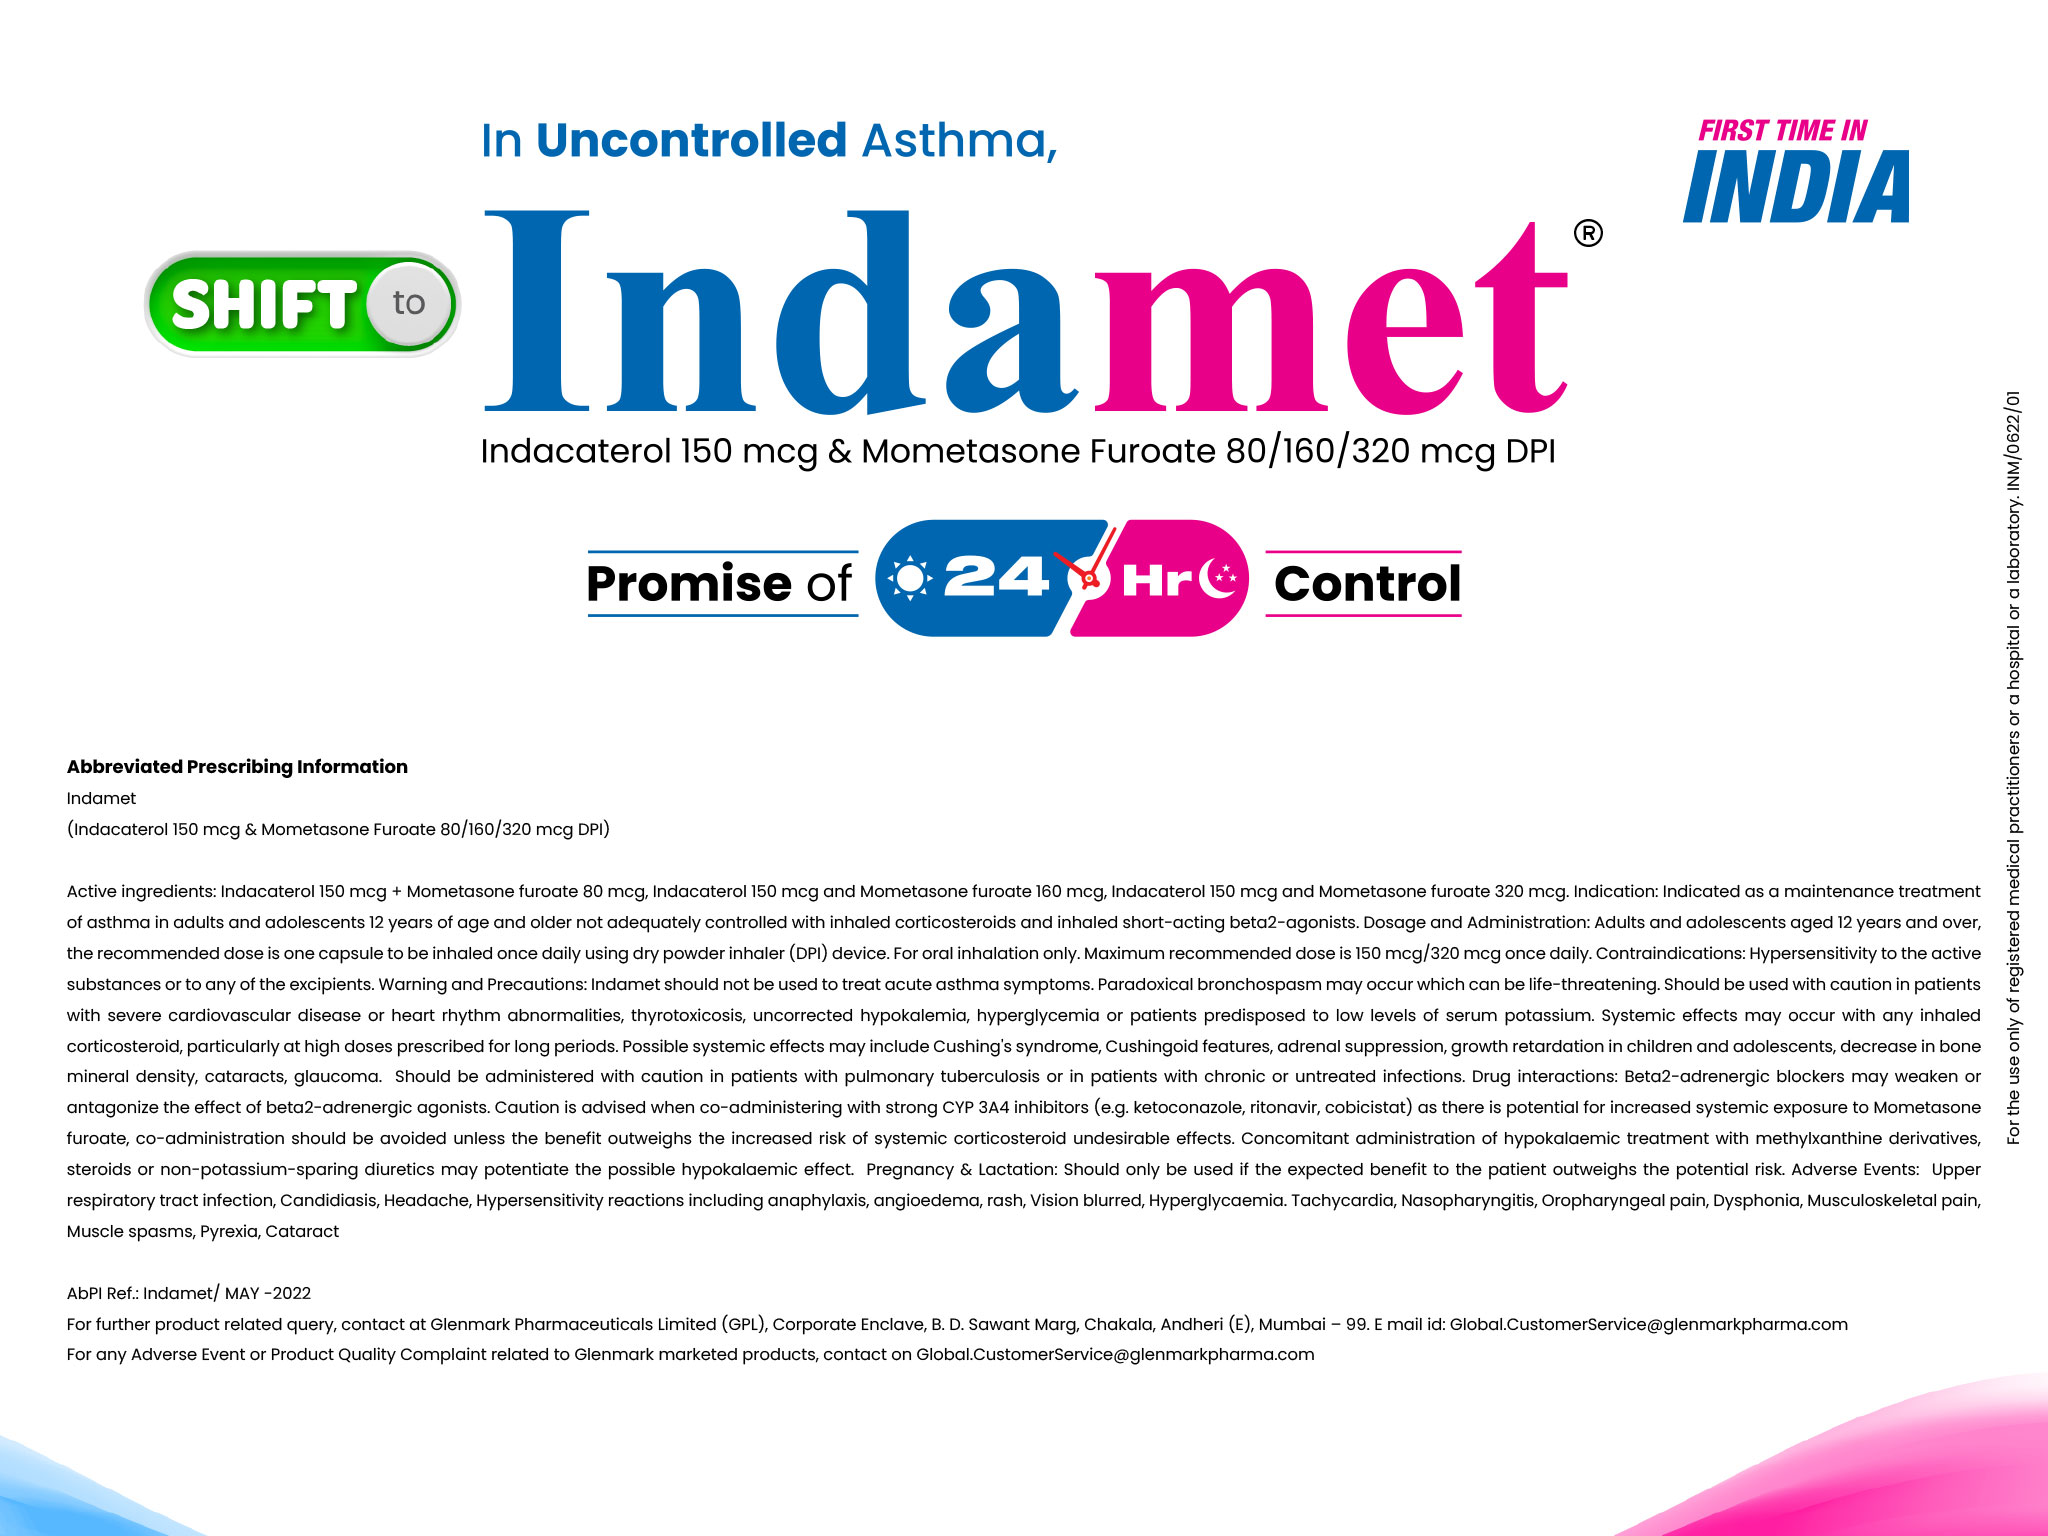 In Uncontrolled Asthma,
FIRST TIME IN
INDIA
SHIFT to
Indamet®
Indacaterol 150 mcg & Mometasone Furoate 80/160/320 mcg DPI
Promise of 24 Hr Control
Abbreviated Prescribing Information
Indamet
(Indacaterol 150 mcg & Mometasone Furoate 80/160/320 mcg DPI)
Active ingredients: Indacaterol 150 mcg + Mometasone furoate 80 mcg, Indacaterol 150 mcg and Mometasone furoate 160 mcg, Indacaterol 150 mcg and Mometasone furoate 320 mcg. Indication: Indicated as a maintenance treatment
of asthma in adults and adolescents 12 years of age and older not adequately controlled with inhaled corticosteroids and inhaled short-acting beta2-agonists. Dosage and Administration: Adults and adolescents aged 12 years and over,
the recommended dose is one capsule to be inhaled once daily using dry powder inhaler (DPI) device. For oral inhalation only. Maximum recommended dose is 150 mcg/320 mcg once daily. Contraindications: Hypersensitivity to the active
substances or to any of the excipients. Warning and Precautions: Indamet should not be used to treat acute asthma symptoms. Paradoxical bronchospasm may occur which can be life-threatening. Should be used with caution in patients
with severe cardiovascular disease or heart rhythm abnormalities, thyrotoxicosis, uncorrected hypokalemia, hyperglycemia or patients predisposed to low levels of serum potassium. Systemic effects may occur with any inhaled
corticosteroid, particularly at high doses prescribed for long periods. Possible systemic effects may include Cushing's syndrome, Cushingoid features, adrenal suppression, growth retardation in children and adolescents, decrease in bone
mineral density, cataracts, glaucoma. Should be administered with caution in patients with pulmonary tuberculosis or in patients with chronic or untreated infections. Drug interactions: Beta2-adrenergic blockers may weaken or
antagonize the effect of beta2-adrenergic agonists. Caution is advised when co-administering with strong CYP 3A4 inhibitors (e.g. ketoconazole, ritonavir, cobicistat) as there is potential for increased systemic exposure to Mometasone
furoate, co-administration should be avoided unless the benefit outweighs the increased risk of systemic corticosteroid undesirable effects. Concomitant administration of hypokalaemic treatment with methylxanthine derivatives,
steroids or non-potassium-sparing diuretics may potentiate the possible hypokalaemic effect. Pregnancy & Lactation: Should only be used if the expected benefit to the patient outweighs the potential risk. Adverse Events: Upper
respiratory tract infection, Candidiasis, Headache, Hypersensitivity reactions including anaphylaxis, angioedema, rash, Vision blurred, Hyperglycaemia. Tachycardia, Nasopharyngitis, Oropharyngeal pain, Dysphonia, Musculoskeletal pain,
Muscle spasms, Pyrexia, Cataract
AbPI Ref.: Indamet/ MAY -2022
For further product related query, contact at Glenmark Pharmaceuticals Limited (GPL), Corporate Enclave, B. D. Sawant Marg, Chakala, Andheri (E), Mumbai – 99. E mail id: Global.CustomerService@glenmarkpharma.com
For any Adverse Event or Product Quality Complaint related to Glenmark marketed products, contact on Global.CustomerService@glenmarkpharma.com
For the use only of registered medical practitioners or a hospital or a laboratory. INM/0622/01